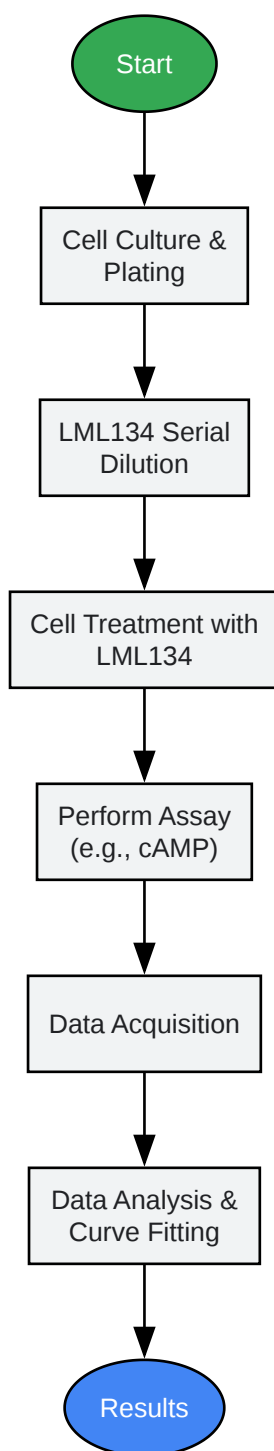 Start
Cell Culture &
Plating
LML134 Serial
Dilution
Cell Treatment with
LML134
Perform Assay
(e.g., cAMP)
Data Acquisition
Data Analysis &
Curve Fitting
Results